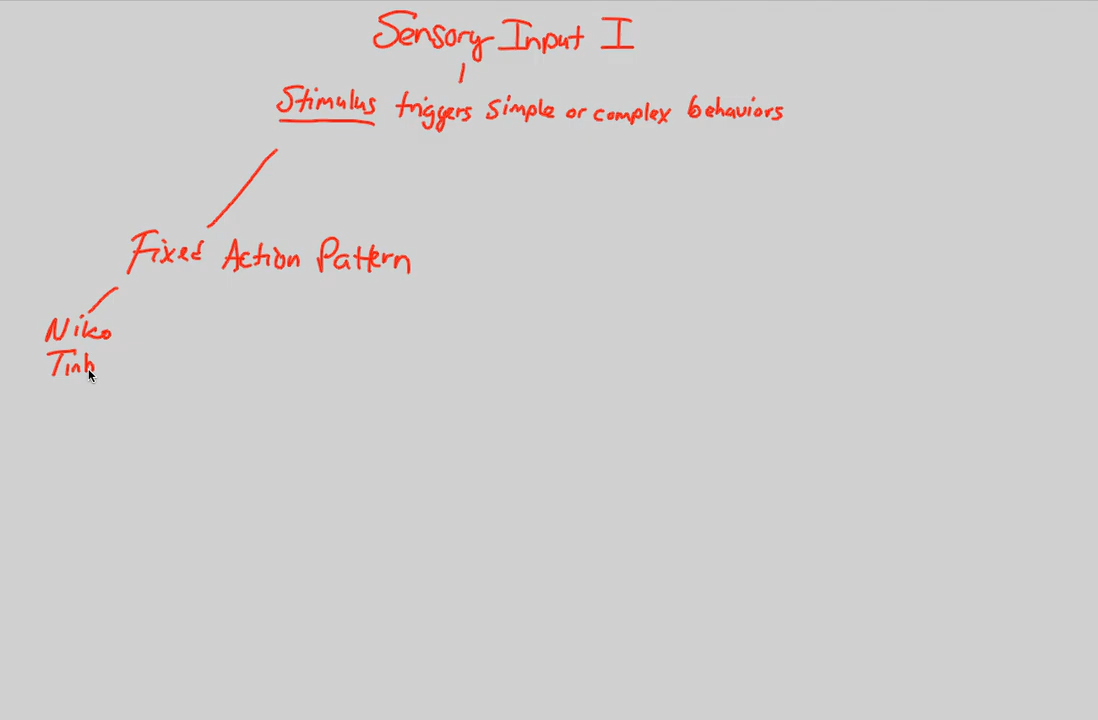 Sensory Input I
Stimulus triggers simple or complex behaviors
Fixed Action Pattern
Niko
Tinb